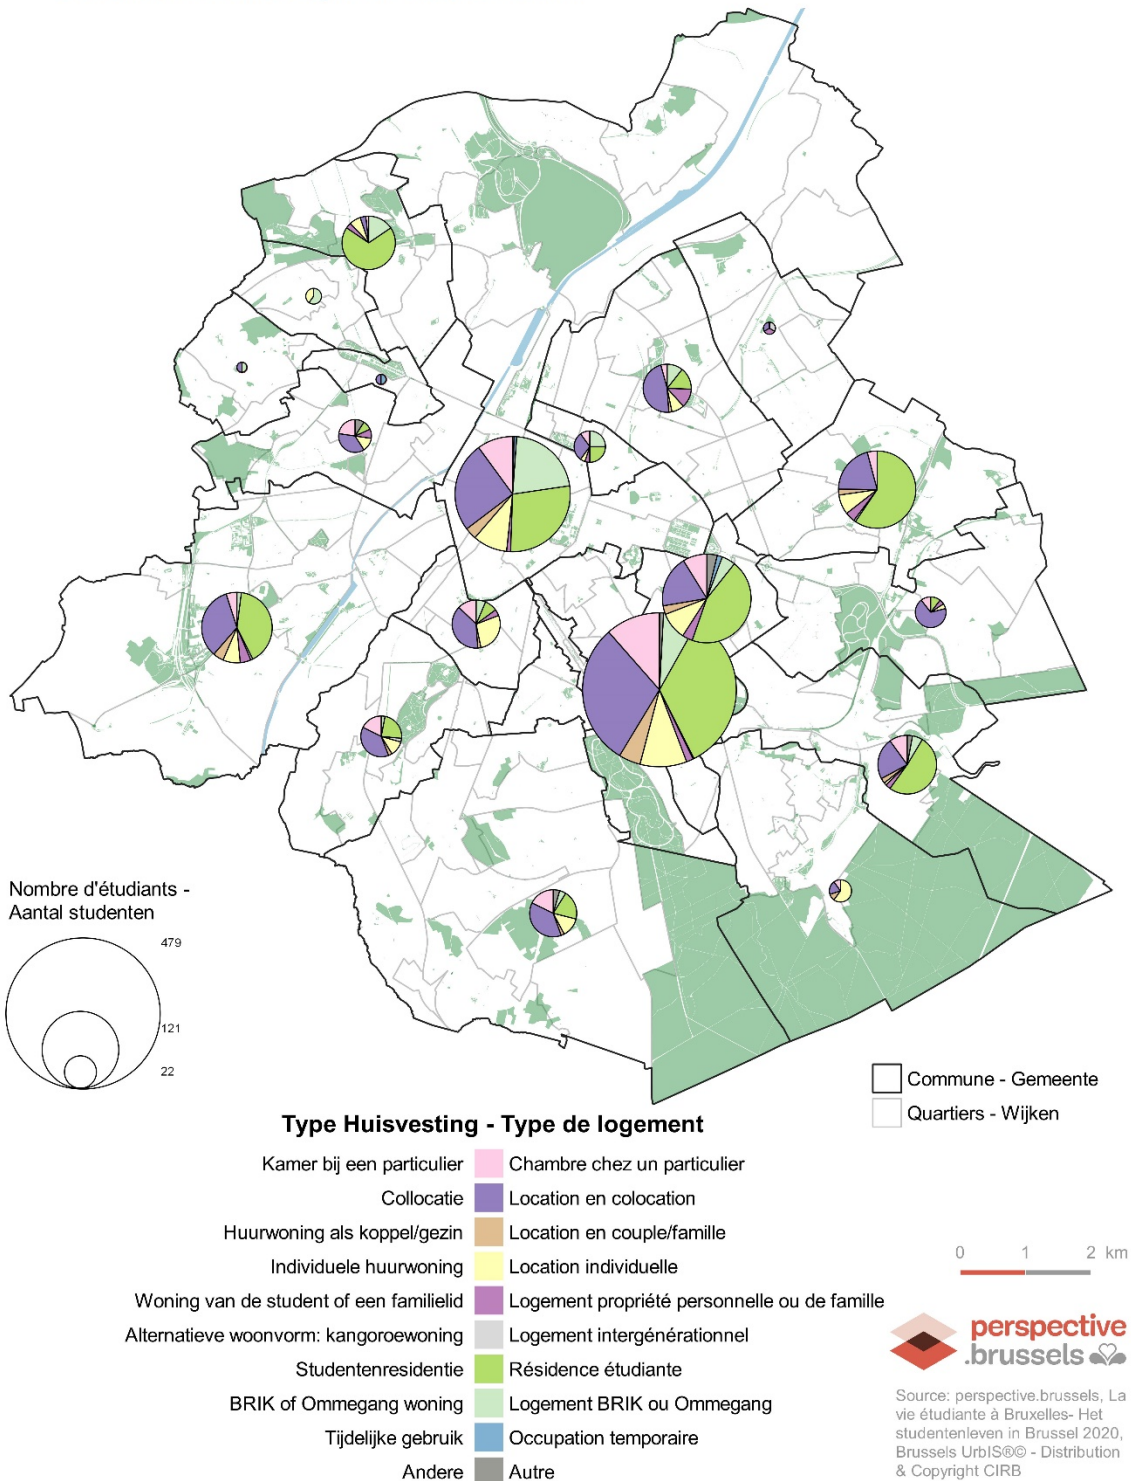 Nombre d'étudiants -
Aantal studenten
479
121
22
Commune - Gemeente
Quartiers - Wijken
Type Huisvesting - Type de logement
Kamer bij een particulier Chambre chez un particulier
Collocatie Location en colocation
Huurwoning als koppel/gezin Location en couple/famille
Individuele huurwoning Location individuelle
Woning van de student of een familielid Logement propriété personnelle ou de famille
Alternatieve woonvorm: kangoroewoning Logement intergénérationnel
Studentenresidentie Résidence étudiante
BRIK of Ommegang woning Logement BRIK ou Ommegang
Tijdelijke gebruik Occupation temporaire
Andere Autre
0 1 2 km
perspective
.brussels
Source: perspective.brussels, La
vie étudiante à Bruxelles- Het
studentenleven in Brussel 2020,
Brussels UrbIS®© - Distribution
& Copyright CIRB